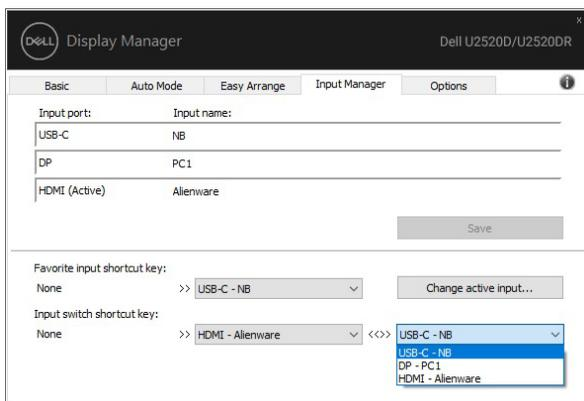 DELL Display Manager Dell U2520D/U2520DR x
Basic Auto Mode Easy Arrange Input Manager Options i
Input port: Input name:
USB-C NB
DP PC1
HDMI (Active) Alienware
Save
Favorite input shortcut key:
None >> USB-C - NB Change active input...
Input switch shortcut key:
None >> HDMI - Alienware <<>> USB-C - NB
USB-C - NB
DP - PC1
HDMI - Alienware